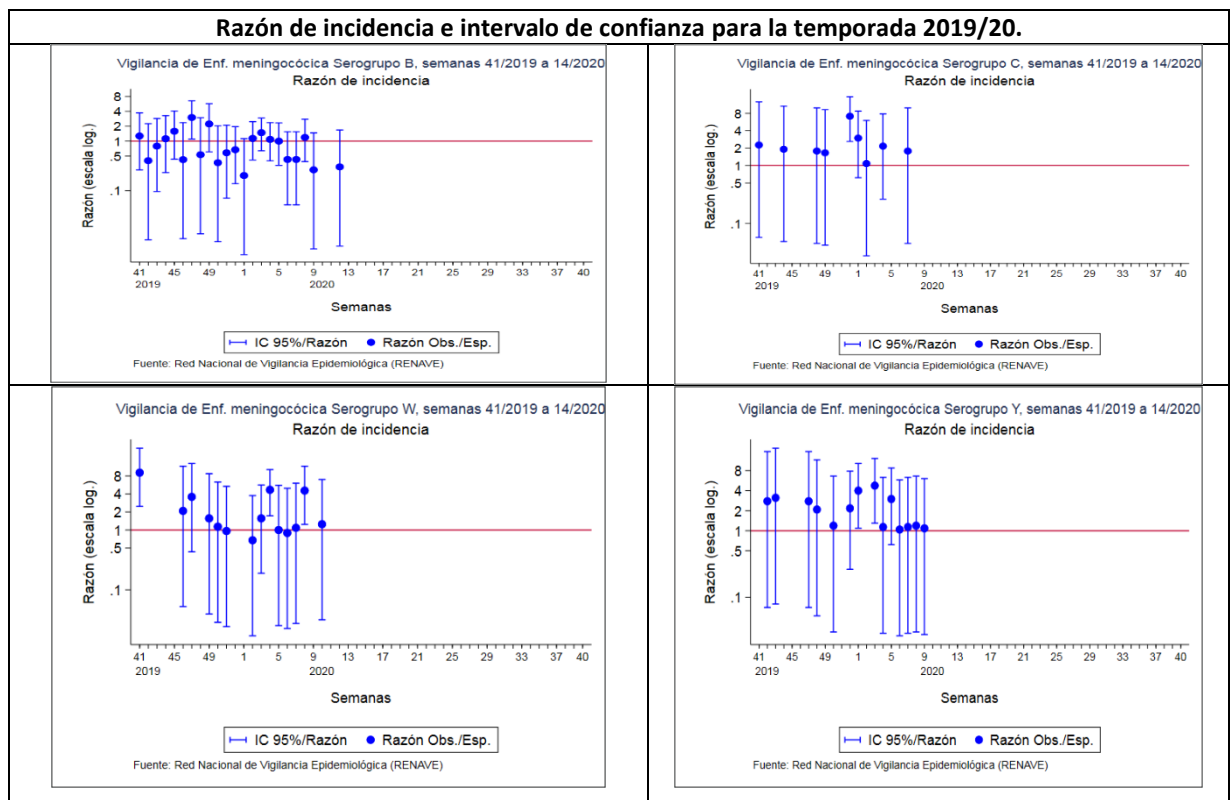 Razón de incidencia e intervalo de confianza para la temporada 2019/20.
Vigilancia de Enf. meningocócica Serogrupo B, semanas 41/2019 a 14/2020
Razón de incidencia
Razón (escala log.)
8
4
2
1
.5
.1
41 45 49 1 5 9 13 17 21 25 29 33 37 40
2019 2020
Semanas
IC 95%/Razón Razón Obs./Esp.
Fuente: Red Nacional de Vigilancia Epidemiológica (RENAVE)
Vigilancia de Enf. meningocócica Serogrupo C, semanas 41/2019 a 14/2020
Razón de incidencia
Razón (escala log.)
8
4
2
1
.5
.1
41 45 49 1 5 9 13 17 21 25 29 33 37 40
2019 2020
Semanas
IC 95%/Razón Razón Obs./Esp.
Fuente: Red Nacional de Vigilancia Epidemiológica (RENAVE)
Vigilancia de Enf. meningocócica Serogrupo W, semanas 41/2019 a 14/2020
Razón de incidencia
Razón (escala log.)
8
4
2
1
.5
.1
41 45 49 1 5 9 13 17 21 25 29 33 37 40
2019 2020
Semanas
IC 95%/Razón Razón Obs./Esp.
Fuente: Red Nacional de Vigilancia Epidemiológica (RENAVE)
Vigilancia de Enf. meningocócica Serogrupo Y, semanas 41/2019 a 14/2020
Razón de incidencia
Razón (escala log.)
8
4
2
1
.5
.1
41 45 49 1 5 9 13 17 21 25 29 33 37 40
2019 2020
Semanas
IC 95%/Razón Razón Obs./Esp.
Fuente: Red Nacional de Vigilancia Epidemiológica (RENAVE)